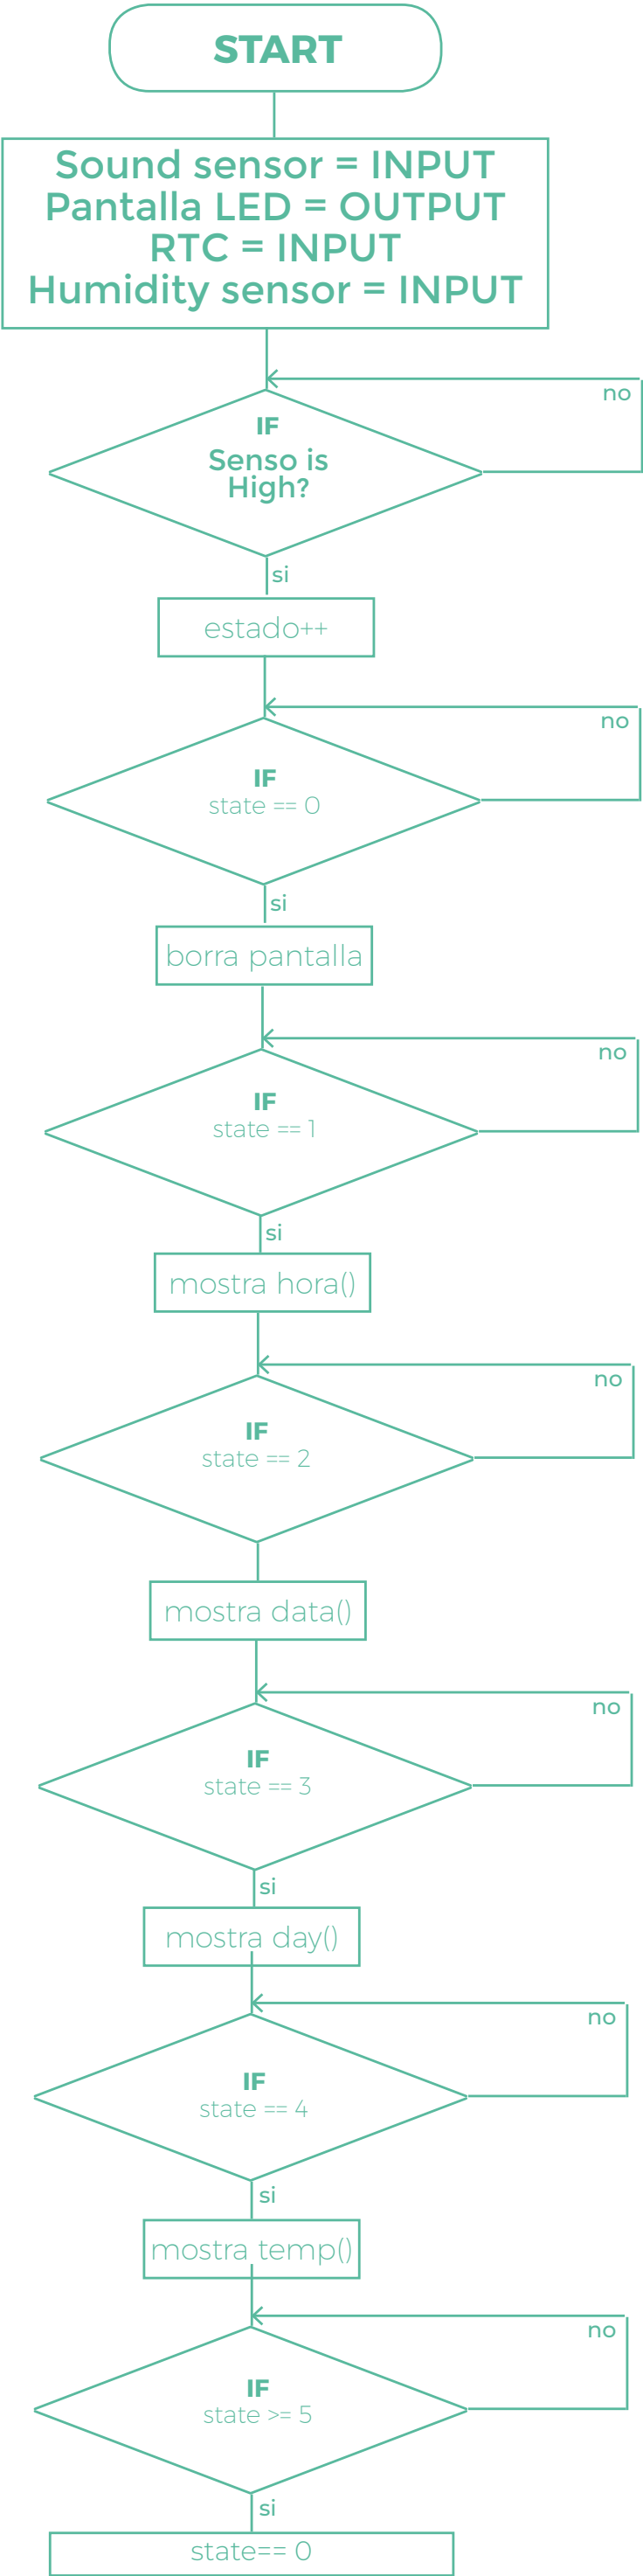 START
Sound sensor = INPUT
Pantalla LED = OUTPUT
RTC = INPUT
Humidity sensor = INPUT
no
IF
Senso is
High?
si
estado++
no
IF
state == 0
si
borra pantalla
no
IF
state == 1
si
mostra hora()
no
IF
state == 2
mostra data()
no
IF
state == 3
si
mostra day()
no
IF
state == 4
si
mostra temp()
no
IF
state >= 5
si
state== 0